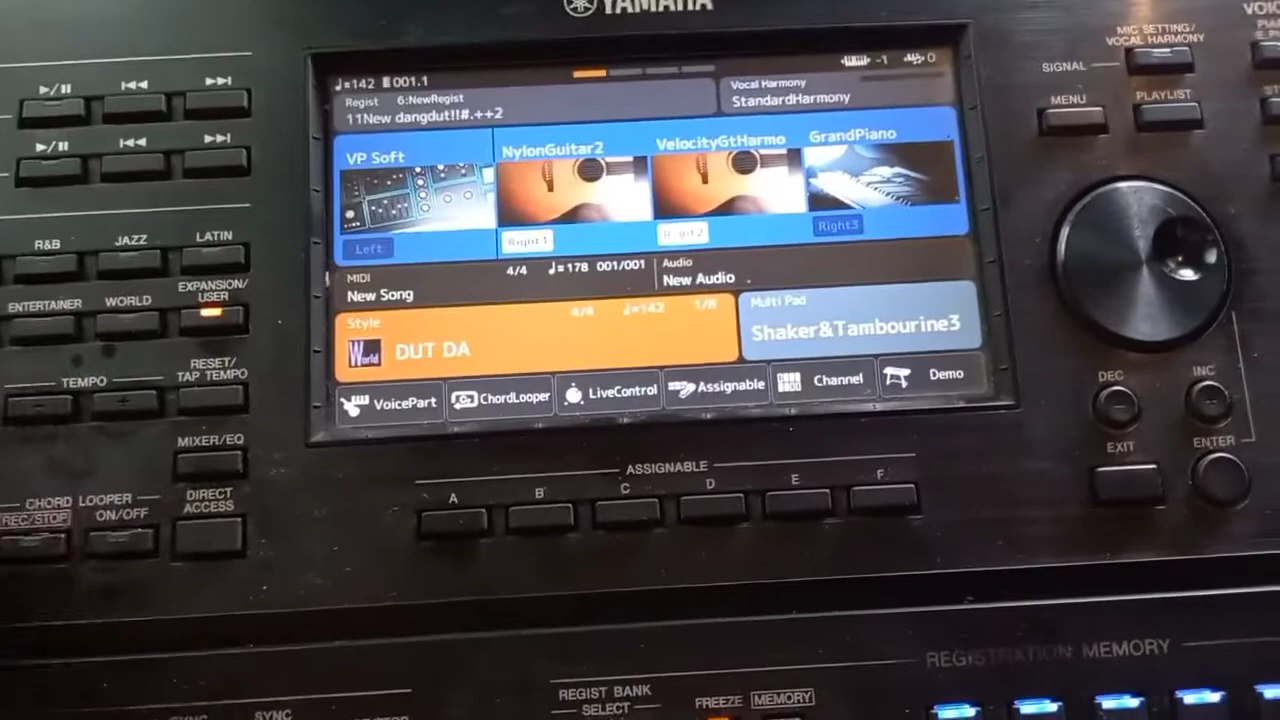 YAMAHA
R&B
JAZZ
LATIN
ENTERTAINER
WORLD
EXPANSION/
USER
TEMPO
RESET/
TAP TEMPO
-
+
MIXER/EQ
CHORD LOOPER
REC/STOP
ON/OFF
DIRECT
ACCESS
♩=142 001.1
-1
0
Regist 6:NewRegist
11New dangdut!!#.++2
Vocal Harmony
StandardHarmony
VP Soft
NylonGuitar2
VelocityGtHarmo
GrandPiano
Left
Right1
Right2
Right3
MIDI
4/4 ♩=178 001/001
New Song
Audio
New Audio
Style
4/4 ♩=142 1/8
World
DUT DA
Multi Pad
Shaker&Tambourine3
VoicePart
ChordLooper
LiveControl
Assignable
Channel
Demo
ASSIGNABLE
A B C D E F
MIC SETTING/
VOCAL HARMONY
SIGNAL
MENU
PLAYLIST
DEC
INC
EXIT
ENTER
REGISTRATION MEMORY
REGIST BANK
SELECT
FREEZE
MEMORY
SYNC
SYNC